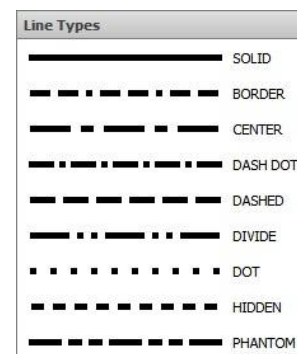 Line Types
SOLID
BORDER
CENTER
DASH DOT
DASHED
DIVIDE
DOT
HIDDEN
PHANTOM